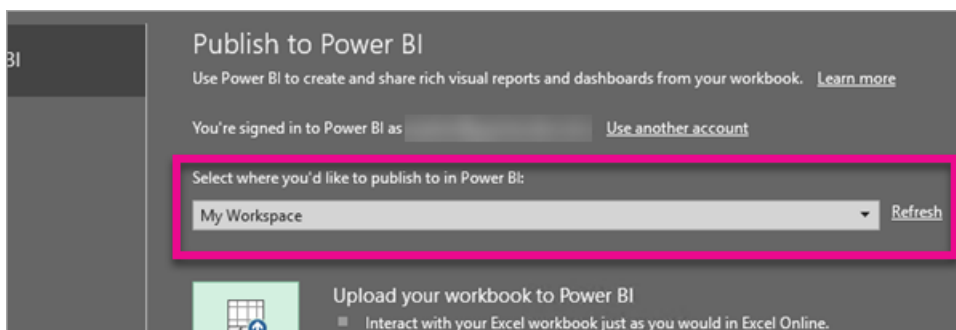 BI
Publish to Power BI
Use Power BI to create and share rich visual reports and dashboards from your workbook. Learn more
You're signed in to Power BI as Use another account
Select where you'd like to publish to in Power BI:
My Workspace Refresh
Upload your workbook to Power BI
Interact with your Excel workbook just as you would in Excel Online.